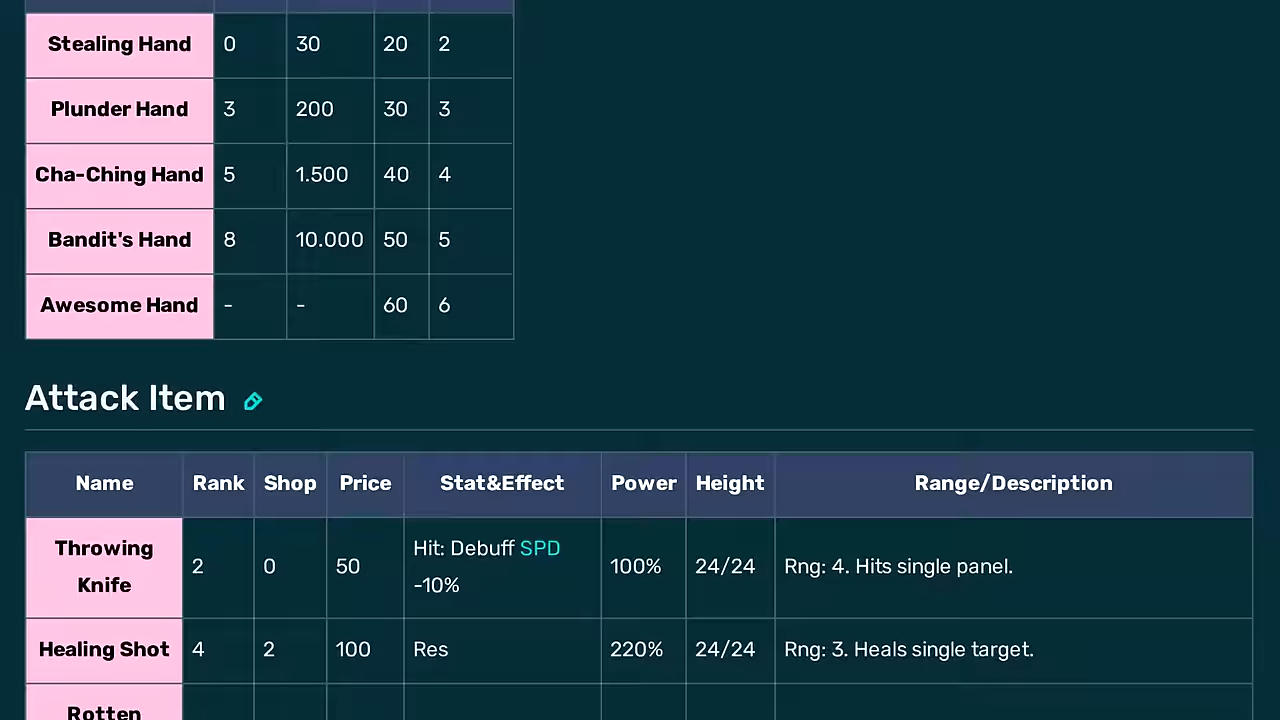 Stealing Hand 0 30 20 2
Plunder Hand 3 200 30 3
Cha-Ching Hand 5 1.500 40 4
Bandit's Hand 8 10.000 50 5
Awesome Hand - - 60 6
Attack Item
Name Rank Shop Price Stat&Effect Power Height Range/Description
Throwing Knife 2 0 50 Hit: Debuff SPD -10% 100% 24/24 Rng: 4. Hits single panel.
Healing Shot 4 2 100 Res 220% 24/24 Rng: 3. Heals single target.
Rotten